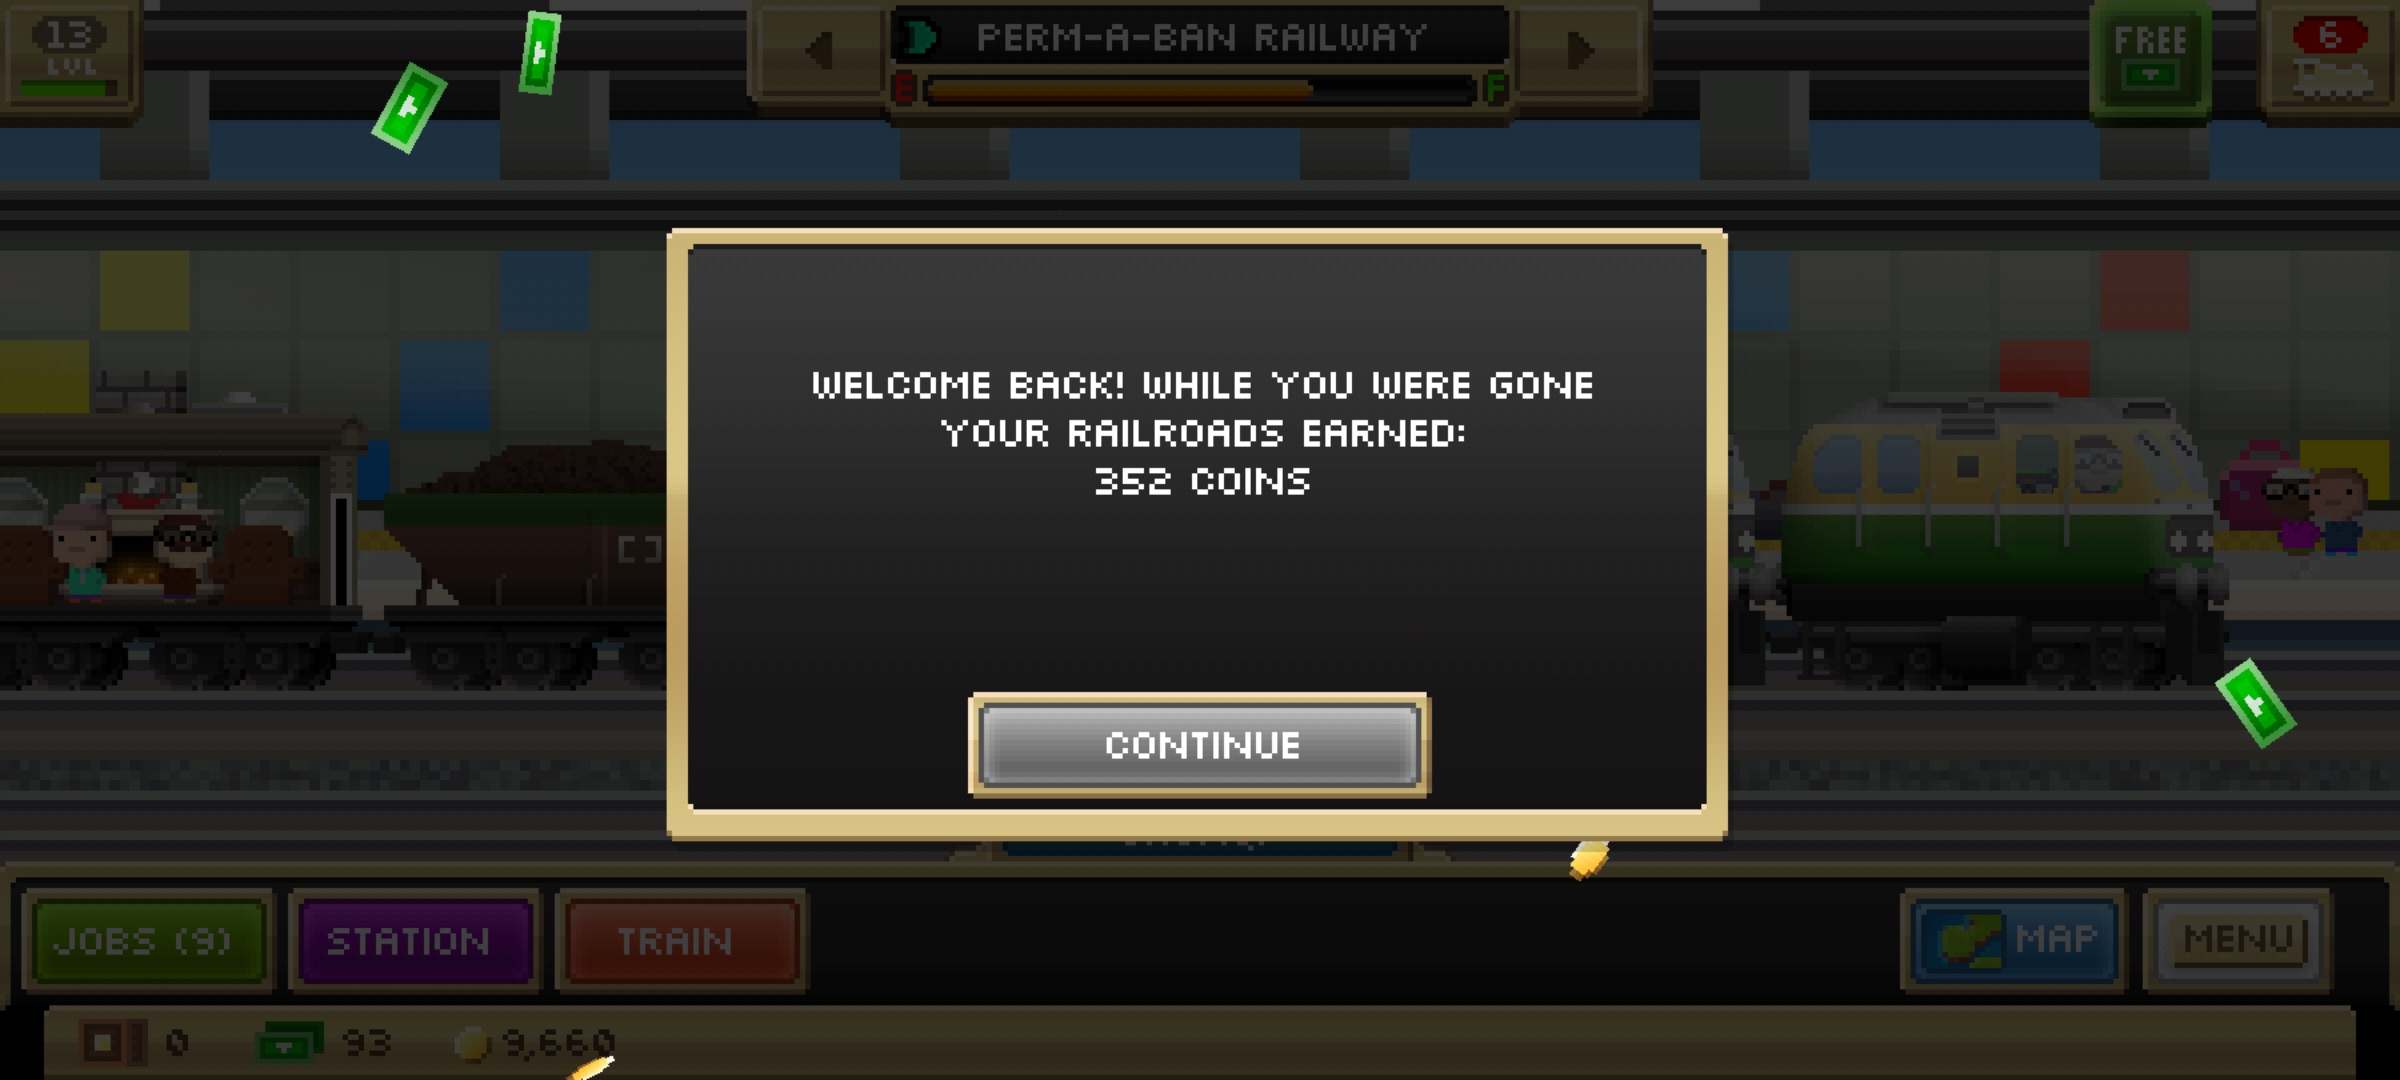 13
LVL
PERM-A-BAN RAILWAY
E F
FREE
6
WELCOME BACK! WHILE YOU WERE GONE
YOUR RAILROADS EARNED:
352 COINS
CONTINUE
JOBS (9)
STATION
TRAIN
MAP
MENU
0
93
9,660